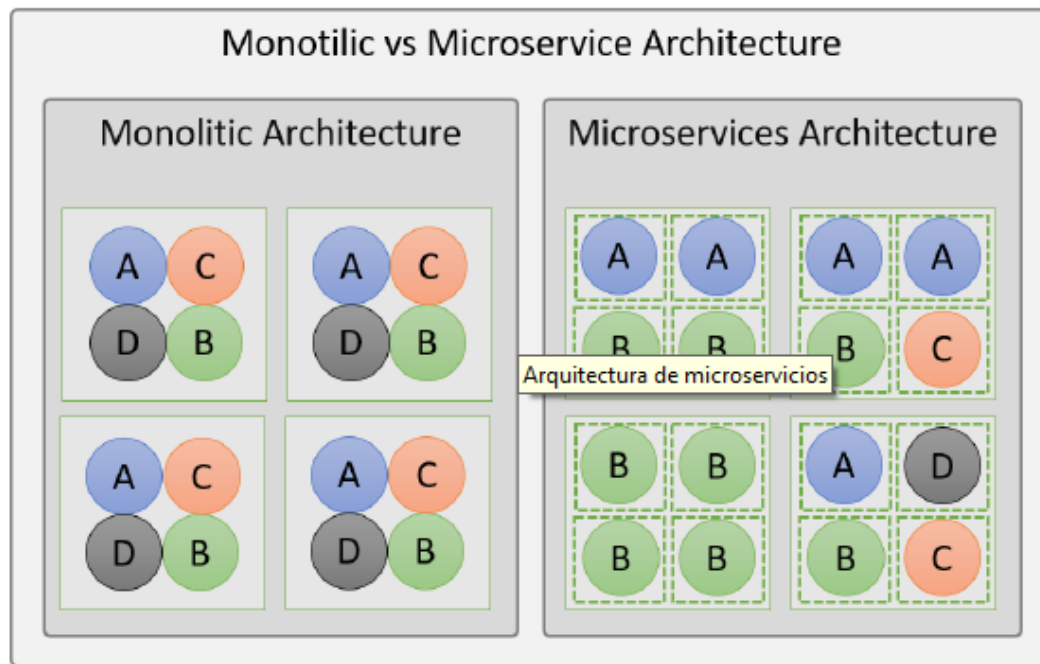 Monotilic vs Microservice Architecture
Monolitic Architecture
A C A C
D B D B
A C A C
D B D B
Microservices Architecture
A A A A
B B B C
Arquitectura de microservicios
B B A D
B B B C